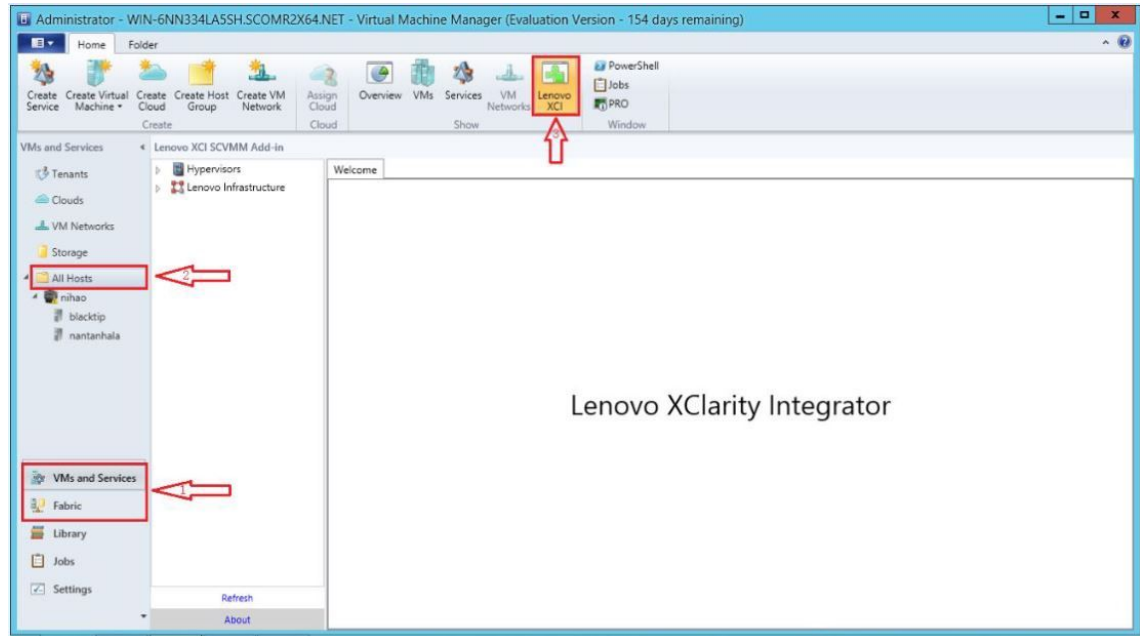 Administrator - WIN-6NN334LA5SH.SCOMR2X64.NET - Virtual Machine Manager (Evaluation Version - 154 days remaining)
Home Folder
Create Service
Create Virtual Machine
Create Cloud
Create Host Group
Create VM Network
Assign Cloud
Overview
VMs
Services
VM Networks
Lenovo XCI
PowerShell
Jobs
PRO
Create Cloud Show Window
3
VMs and Services
Lenovo XCI SCVMM Add-in
Tenants
Clouds
VM Networks
Storage
All Hosts
nihao
blacktip
nantanhala
2
Hypervisors
Lenovo Infrastructure
Welcome
Lenovo XClarity Integrator
VMs and Services
Fabric
1
Library
Jobs
Settings
Refresh
About